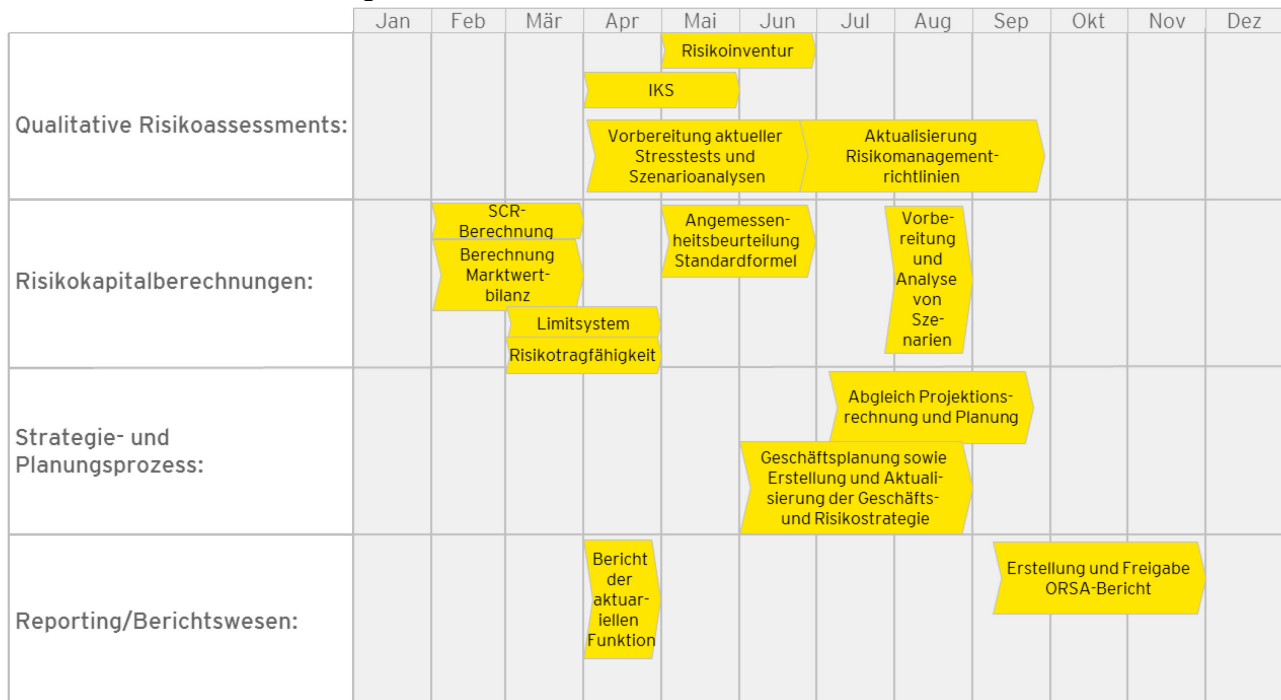 Jan Feb Mär Apr Mai Jun Jul Aug Sep Okt Nov Dez
Qualitative Risikoassessments:
Risikoinventur
IKS
Vorbereitung aktueller
Stresstests und
Szenarioanalysen
Aktualisierung
Risikomanagement-
richtlinien
Risikokapitalberechnungen:
SCR-
Berechnung
Berechnung
Marktwert-
bilanz
Limitsystem
Risikotragfähigkeit
Angemessen-
heitsbeurteilung
Standardformel
Vorbe-
reitung
und
Analyse
von
Sze-
narien
Strategie- und
Planungsprozess:
Abgleich Projektions-
rechnung und Planung
Geschäftsplanung sowie
Erstellung und Aktuali-
sierung der Geschäfts-
und Risikostrategie
Reporting/Berichtswesen:
Bericht
der
aktuar-
iellen
Funktion
Erstellung und Freigabe
ORSA-Bericht